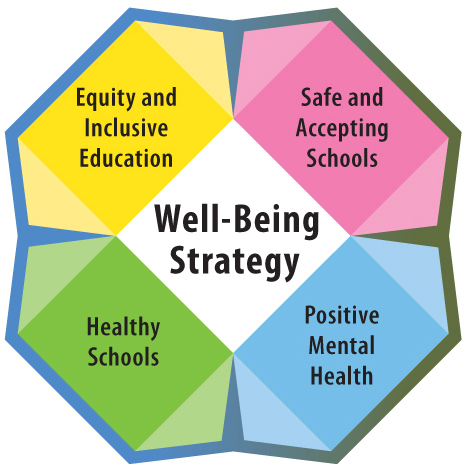 Equity and
Inclusive
Education
Safe and
Accepting
Schools
Well-Being
Strategy
Healthy
Schools
Positive
Mental
Health